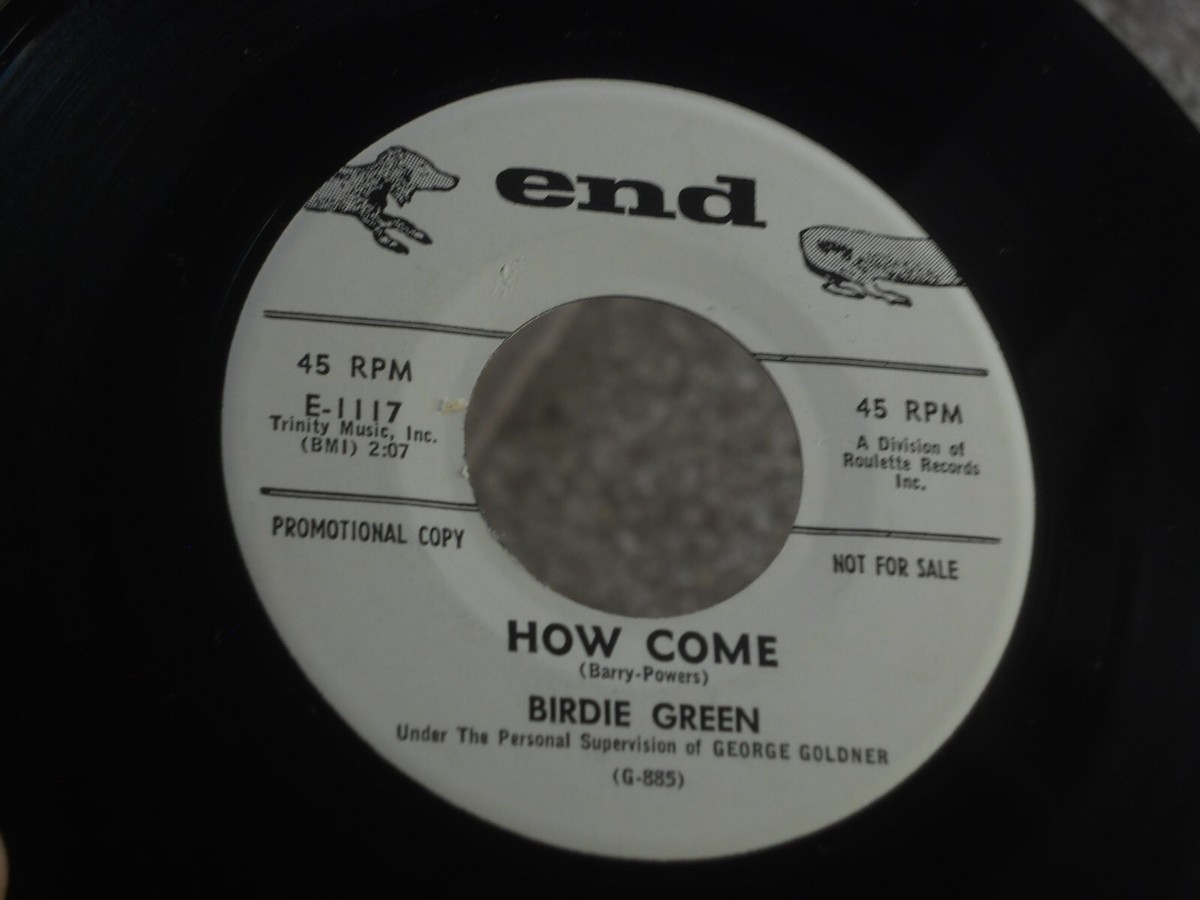 end
45 RPM
E-1117
Trinity Music, Inc.
(BMI) 2:07
PROMOTIONAL COPY
45 RPM
A Division of
Roulette Records
Inc.
NOT FOR SALE
HOW COME
(Barry-Powers)
BIRDIE GREEN
Under The Personal Supervision of GEORGE GOLDNER
(G-885)